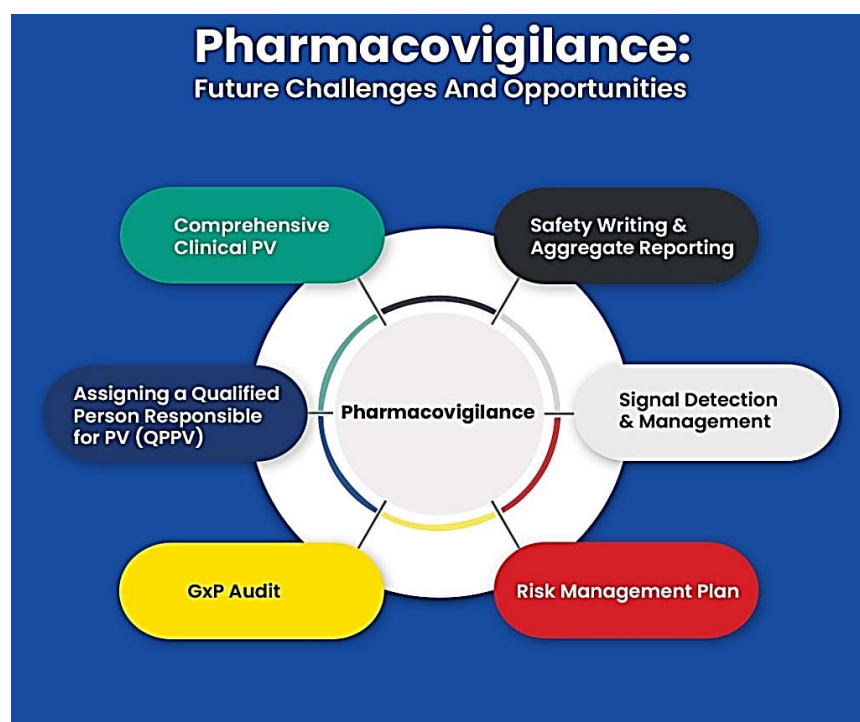 Pharmacovigilance:
Future Challenges And Opportunities
Comprehensive
Clinical PV
Safety Writing &
Aggregate Reporting
Assigning a Qualified
Person Responsible
for PV (QPPV)
Pharmacovigilance
Signal Detection
& Management
GxP Audit
Risk Management Plan